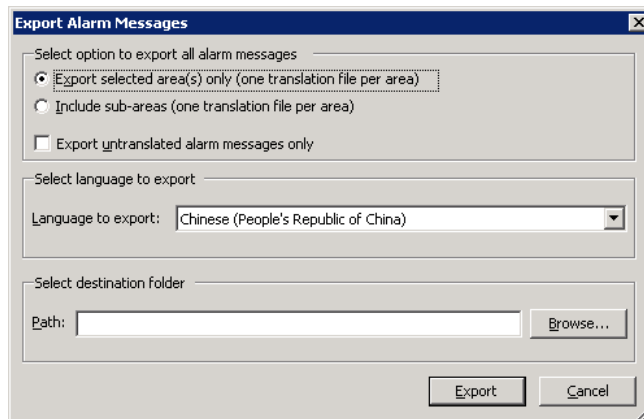 Export Alarm Messages
Select option to export all alarm messages
Export selected area(s) only (one translation file per area)
Include sub-areas (one translation file per area)
Export untranslated alarm messages only
Select language to export
Language to export: Chinese (People's Republic of China)
Select destination folder
Path: Browse...
Export Cancel